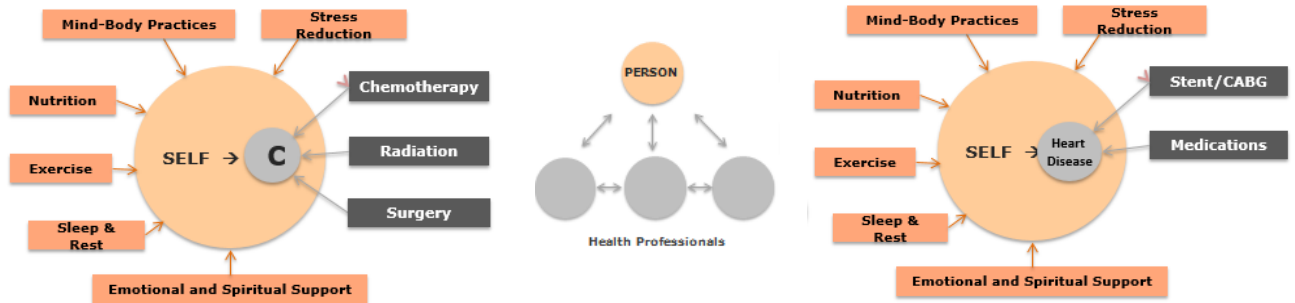 Mind-Body Practices
Stress
Reduction
Nutrition
Chemotherapy
SELF → C
Radiation
Exercise
Surgery
Sleep &
Rest
Emotional and Spiritual Support
PERSON
Health Professionals
Mind-Body Practices
Stress
Reduction
Nutrition
Stent/CABG
SELF →
Heart
Disease
Medications
Exercise
Sleep &
Rest
Emotional and Spiritual Support